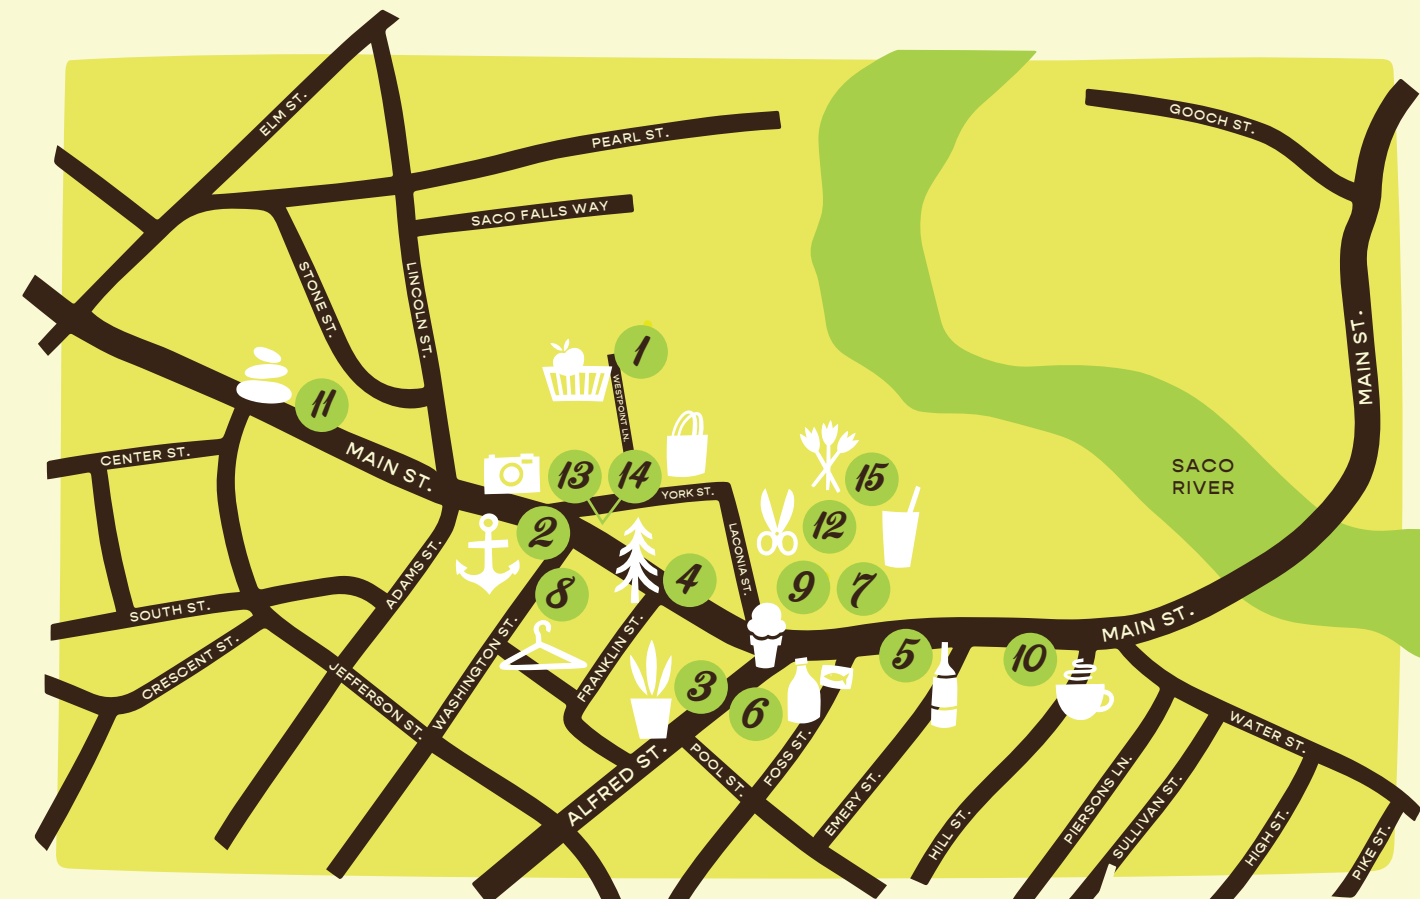 ELM ST.
PEARL ST.
GOOCH ST.
SACO FALLS WAY
STONE ST.
LINCOLN ST.
MAIN ST.
1
WESTPOINT LN.
11
CENTER ST.
MAIN ST.
13
14
YORK ST.
15
SACO
RIVER
2
12
LACONIA ST.
ADAMS ST.
8
4
9
7
SOUTH ST.
CRESCENT ST.
JEFFERSON ST.
WASHINGTON ST.
FRANKLIN ST.
MAIN ST.
5
10
3
6
ALFRED ST.
POOL ST.
FOSS ST.
EMERY ST.
HILL ST.
PIERSONS LN.
SULLIVAN ST.
WATER ST.
HIGH ST.
PIKE ST.